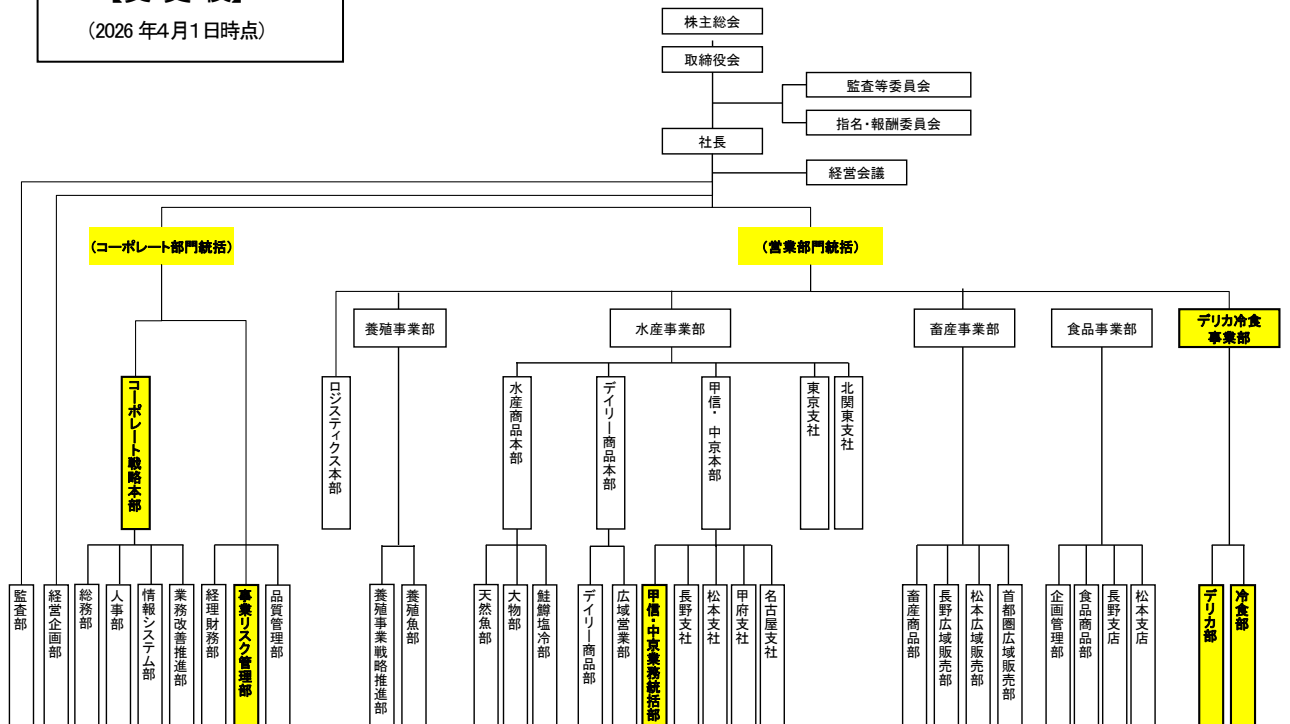 【変更後】
（2026 年4月1日時点）
株主総会
取締役会
監査等委員会
指名・報酬委員会
社長
経営会議
（コーポレート部門統括）
（営業部門統括）
養殖事業部
水産事業部
畜産事業部
食品事業部
デリカ冷食
事業部
コーポレート戦略本部
ロジスティクス本部
水産商品本部
デイリー商品本部
甲信・中京本部
東京支社
北関東支社
監査部
経営企画部
総務部
人事部
情報システム部
業務改善推進部
経理財務部
事業リスク管理部
品質管理部
養殖事業戦略推進部
養殖魚部
天然魚部
大物部
鮭鱒塩冷部
デイリー商品部
広域営業部
甲信・中京業務統括部
長野支社
松本支社
甲府支社
名古屋支社
畜産商品部
長野広域販売部
松本広域販売部
首都圏広域販売部
企画管理部
食品商品部
長野支店
松本支店
デリカ部
冷食部